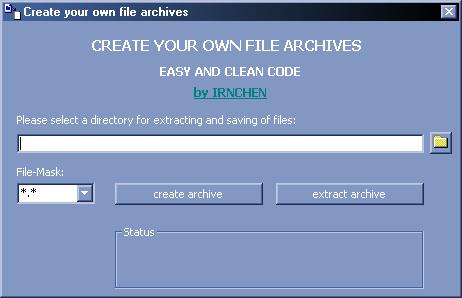 Create your own file archives
CREATE YOUR OWN FILE ARCHIVES
EASY AND CLEAN CODE
by IRNCHEN
Please select a directory for extracting and saving of files:
File-Mask:
*.*
create archive
extract archive
Status